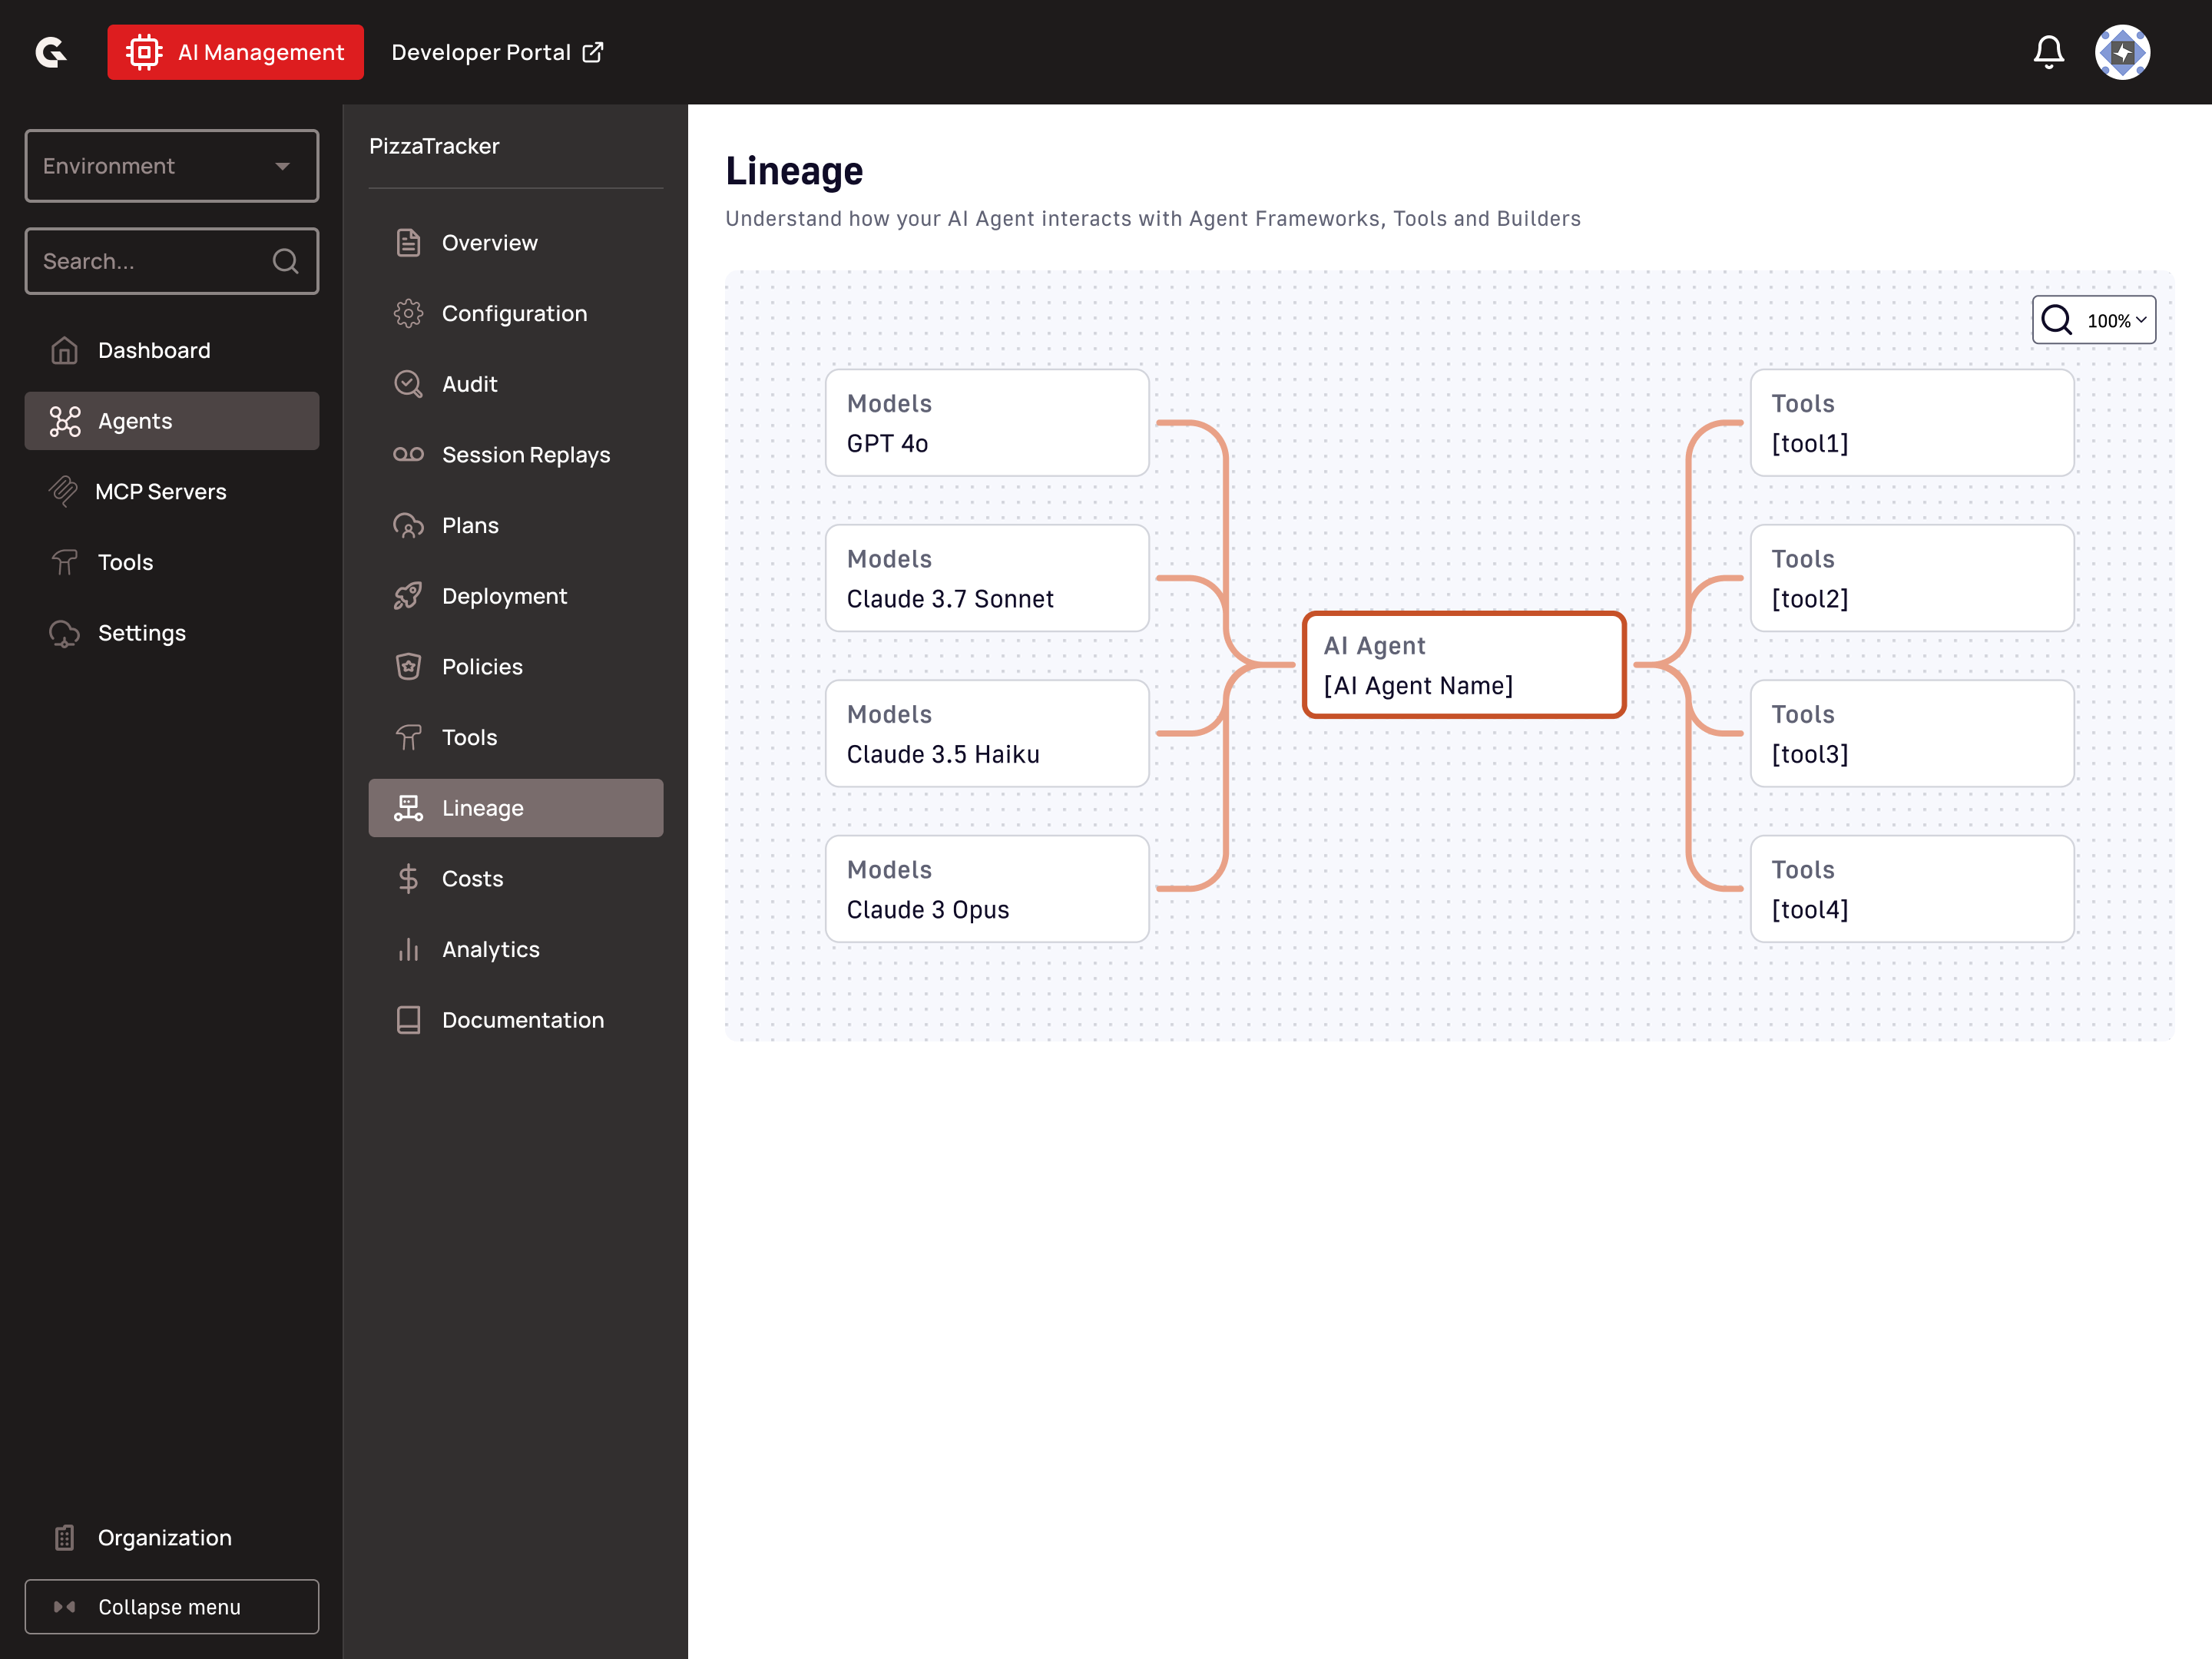 AI Management
Developer Portal
Environment
Search...
Dashboard
Agents
MCP Servers
Tools
Settings
Organization
Collapse menu
PizzaTracker
Overview
Configuration
Audit
Session Replays
Plans
Deployment
Policies
Tools
Lineage
Costs
Analytics
Documentation
Lineage
Understand how your AI Agent interacts with Agent Frameworks, Tools and Builders
100%
Models
GPT 4o
Models
Claude 3.7 Sonnet
Models
Claude 3.5 Haiku
Models
Claude 3 Opus
AI Agent
[AI Agent Name]
Tools
[tool1]
Tools
[tool2]
Tools
[tool3]
Tools
[tool4]